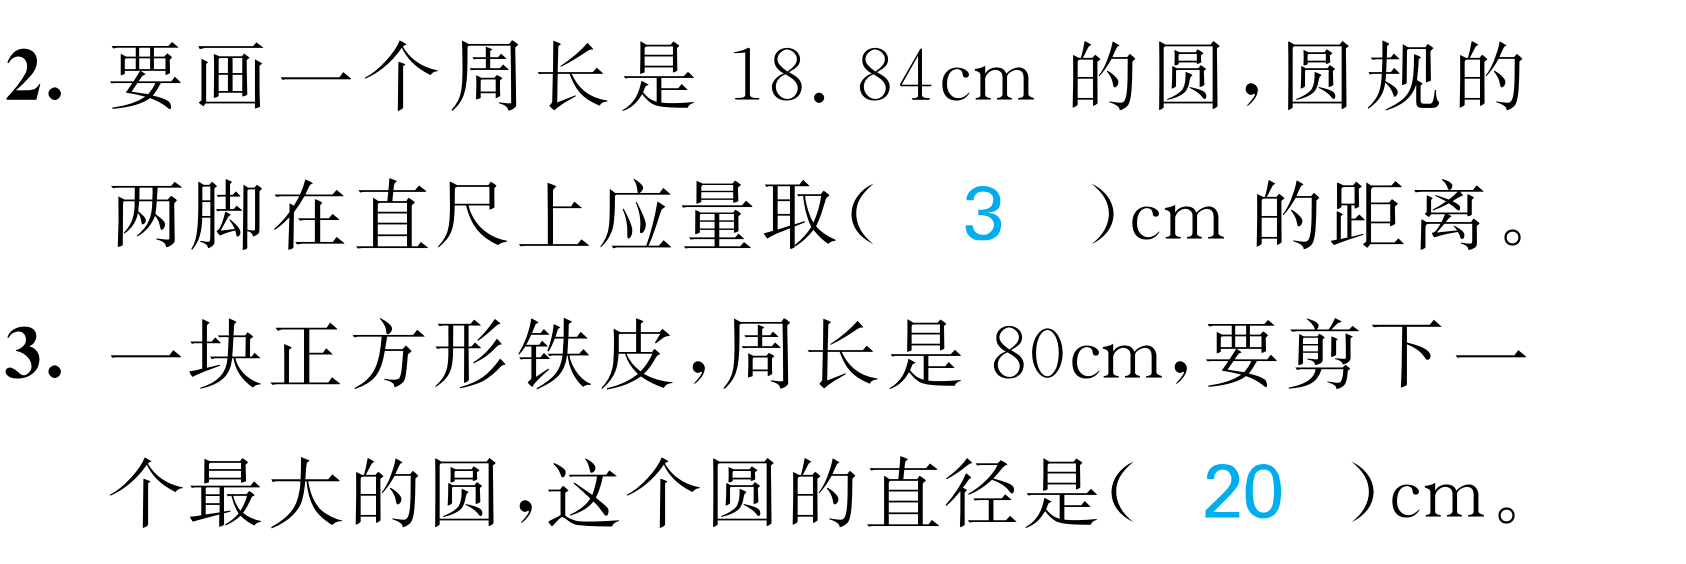 2. 要画一个周长是 18.84cm 的圆,圆规的
两脚在直尺上应量取( 3 )cm 的距离。
3. 一块正方形铁皮,周长是 80cm,要剪下一
个最大的圆,这个圆的直径是( 20 )cm。